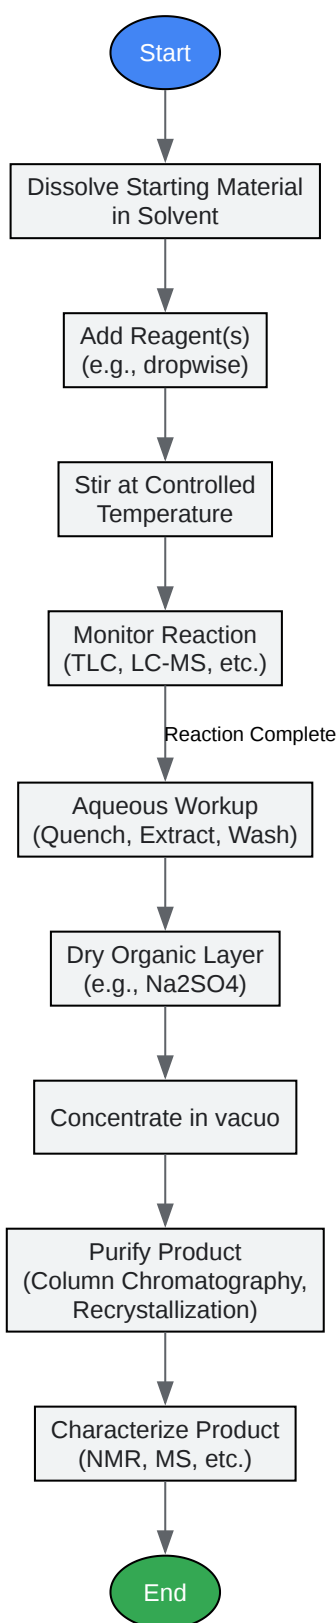 Start
Dissolve Starting Material
in Solvent
Add Reagent(s)
(e.g., dropwise)
Stir at Controlled
Temperature
Monitor Reaction
(TLC, LC-MS, etc.)
Reaction Complete
Aqueous Workup
(Quench, Extract, Wash)
Dry Organic Layer
(e.g., Na2SO4)
Concentrate in vacuo
Purify Product
(Column Chromatography,
Recrystallization)
Characterize Product
(NMR, MS, etc.)
End